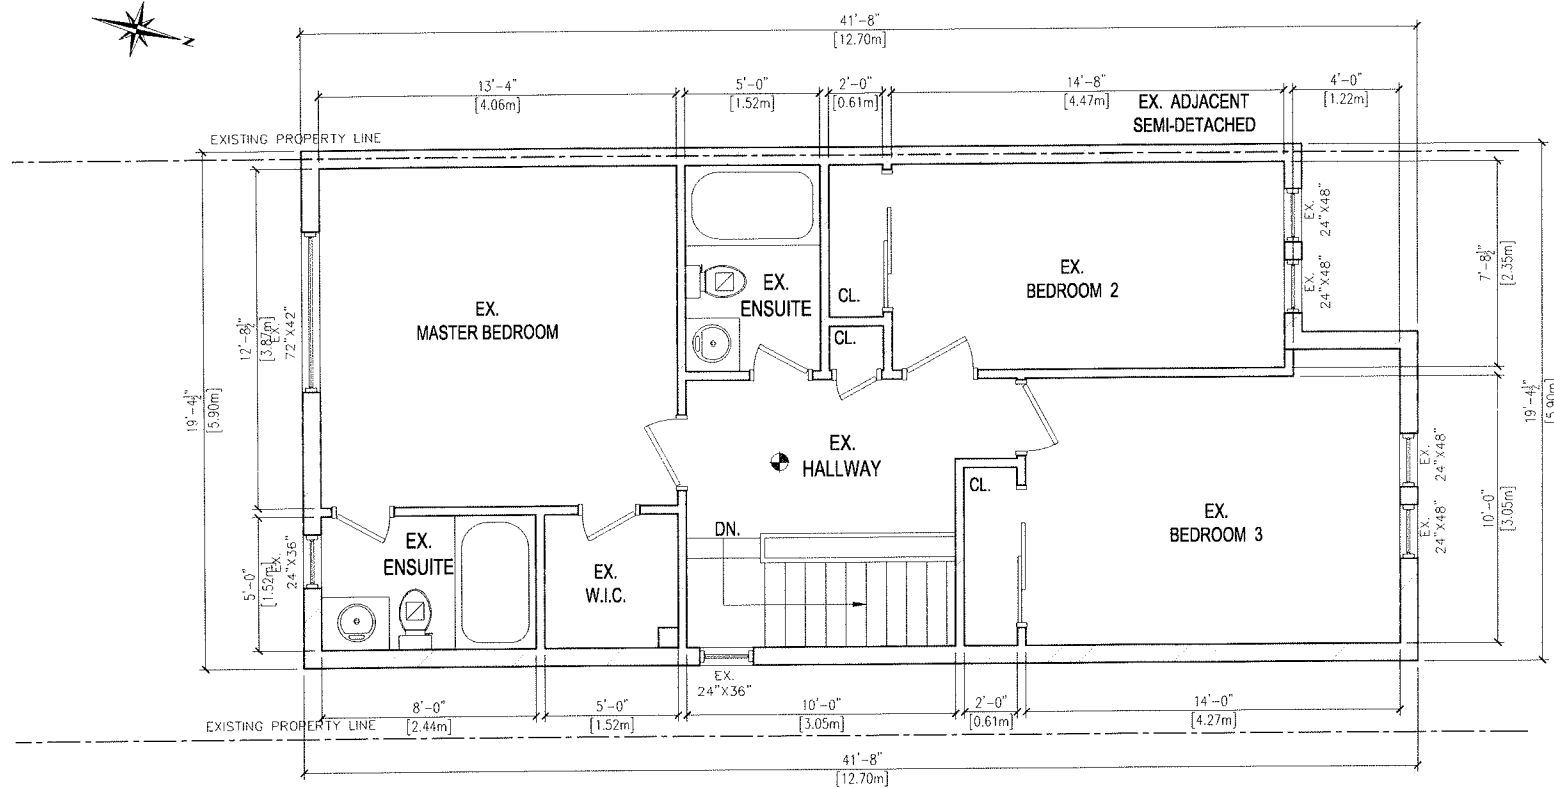 N
41'-8"
[12.70m]
13'-4"
[4.06m]
5'-0"
[1.52m]
2'-0"
[0.61m]
14'-8"
[4.47m]
4'-0"
[1.22m]
EX. ADJACENT
SEMI-DETACHED
EXISTING PROPERTY LINE
EX.
24"X48"
EX.
24"X48"
7'-8½"
[2.35m]
EX.
MASTER BEDROOM
EX.
ENSUITE
CL.
CL.
EX.
BEDROOM 2
12'-8½"
[3.87m]
EX.
72"X42"
19'-4½"
[5.90m]
19'-4½"
[5.90m]
EX.
HALLWAY
CL.
EX.
BEDROOM 3
EX.
24"X48"
EX.
24"X48"
10'-0"
[3.05m]
DN.
EX.
ENSUITE
EX.
W.I.C.
5'-0"
[1.52m]
EX.
24"X36"
EX.
24"X36"
8'-0"
[2.44m]
5'-0"
[1.52m]
10'-0"
[3.05m]
2'-0"
[0.61m]
14'-0"
[4.27m]
EXISTING PROPERTY LINE
41'-8"
[12.70m]